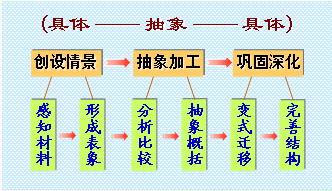 (具体——抽象——具体)
创设情景 抽象加工 巩固深化
感知材料 形成表象 分析比较 抽象概括 变式迁移 完善结构